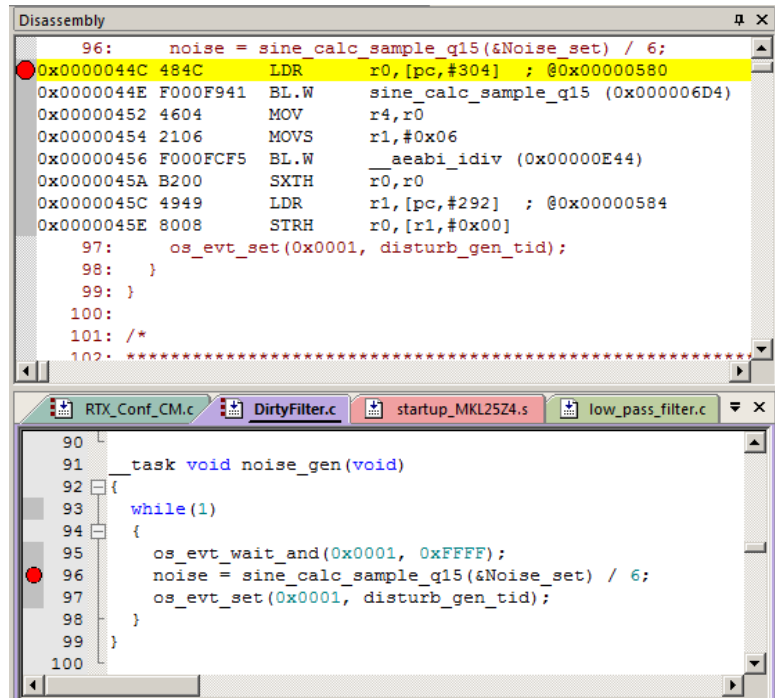 Disassembly
96: noise = sine_calc_sample_q15(&Noise_set) / 6;
0x0000044C 484C LDR r0,[pc,#304] ; @0x00000580
0x0000044E F000F941 BL.W sine_calc_sample_q15 (0x000006D4)
0x00000452 4604 MOV r4,r0
0x00000454 2106 MOVS r1,#0x06
0x00000456 F000FCF5 BL.W __aeabi_idiv (0x00000E44)
0x0000045A B200 SXTH r0,r0
0x0000045C 4949 LDR r1,[pc,#292] ; @0x00000584
0x0000045E 8008 STRH r0,[r1,#0x00]
97: os_evt_set(0x0001, disturb_gen_tid);
98: }
99: }
100:
101: /*
102: *********************************************
RTX_Conf_CM.c DirtyFilter.c startup_MKL25Z4.s low_pass_filter.c
90
91 __task void noise_gen(void)
92 {
93 while(1)
94 {
95 os_evt_wait_and(0x0001, 0xFFFF);
96 noise = sine_calc_sample_q15(&Noise_set) / 6;
97 os_evt_set(0x0001, disturb_gen_tid);
98 }
99 }
100